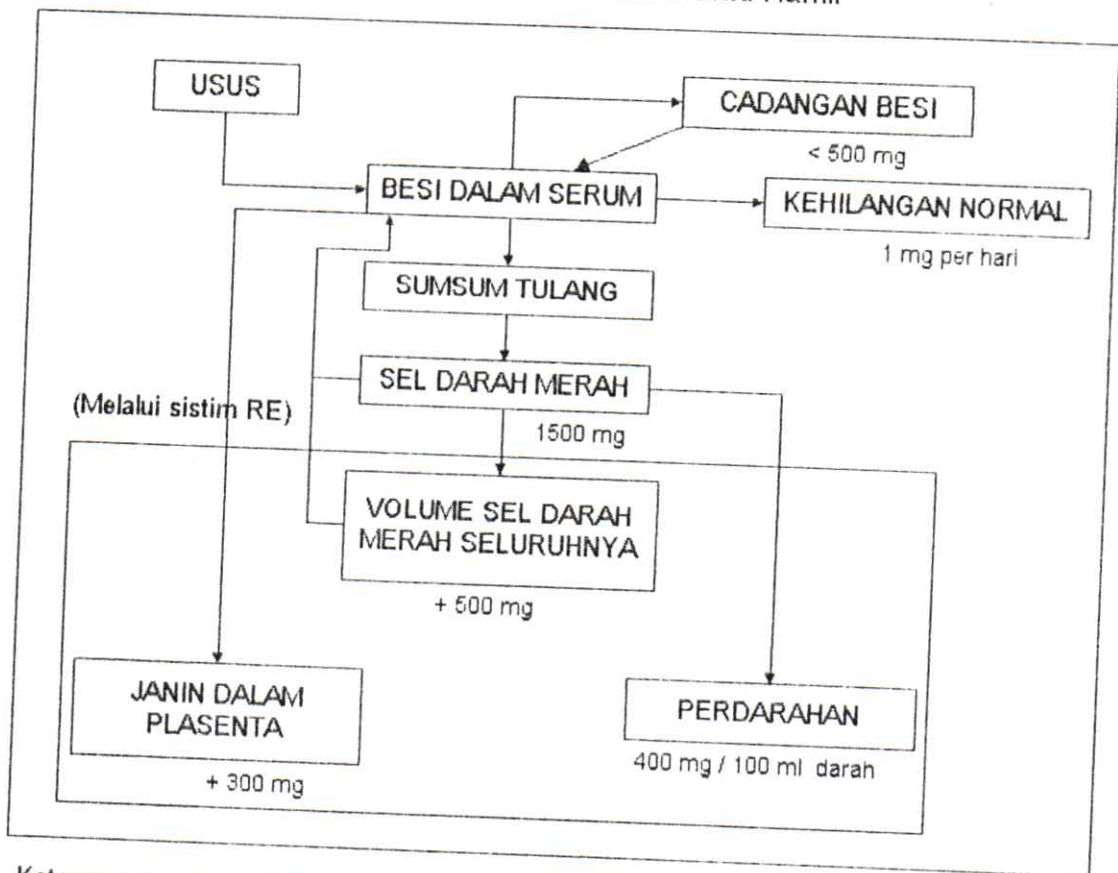 Hamil
USUS
CADANGAN BESI
< 500 mg
BESI DALAM SERUM
KEHILANGAN NORMAL
1 mg per hari
SUMSUM TULANG
SEL DARAH MERAH
(Melalui sistim RE)
1500 mg
VOLUME SEL DARAH
MERAH SELURUHNYA
+ 500 mg
JANIN DALAM
PLASENTA
+ 300 mg
PERDARAHAN
400 mg / 100 ml darah